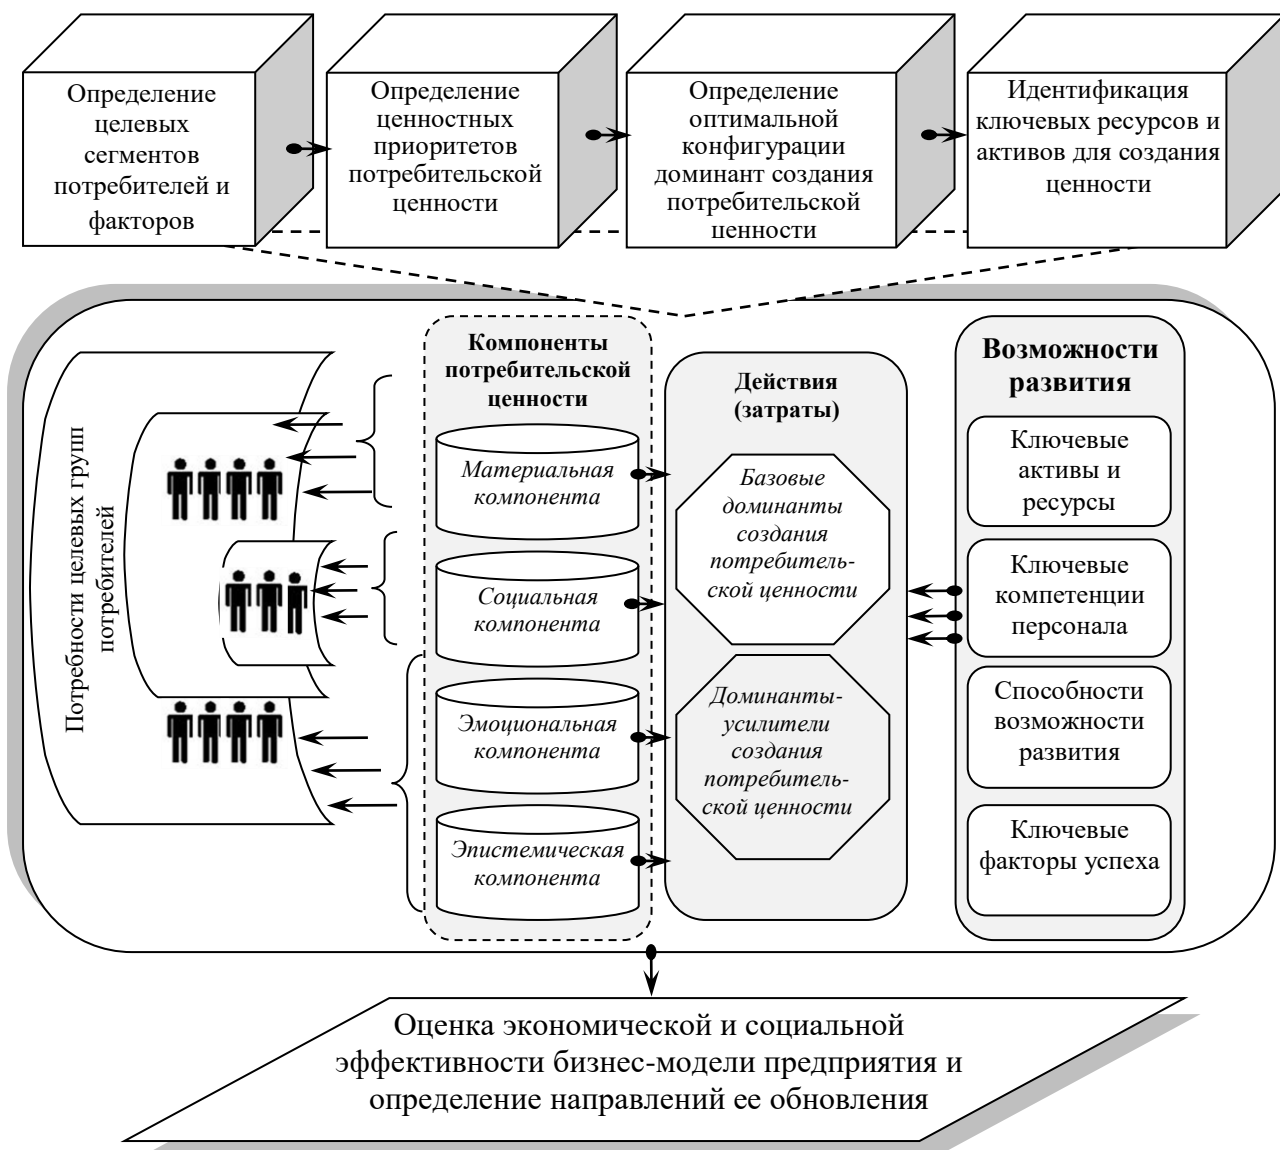 Определение
целевых
сегментов
потребителей и
факторов
Определение
ценностных
приоритетов
потребительской
ценности
Определение
оптимальной
конфигурации
доминант создания
потребительской
ценности
Идентификация
ключевых ресурсов и
активов для создания
ценности
Потребности целевых групп
потребителей
Компоненты
потребительской
ценности
Материальная
компонента
Социальная
компонента
Эмоциональная
компонента
Эпистемическая
компонента
Действия
(затраты)
Базовые
доминанты
создания
потребитель-
ской ценности
Доминанты-
усилители
создания
потребитель-
ской ценности
Возможности
развития
Ключевые
активы и
ресурсы
Ключевые
компетенции
персонала
Способности
возможности
развития
Ключевые
факторы успеха
Оценка экономической и социальной
эффективности бизнес-модели предприятия и
определение направлений ее обновления